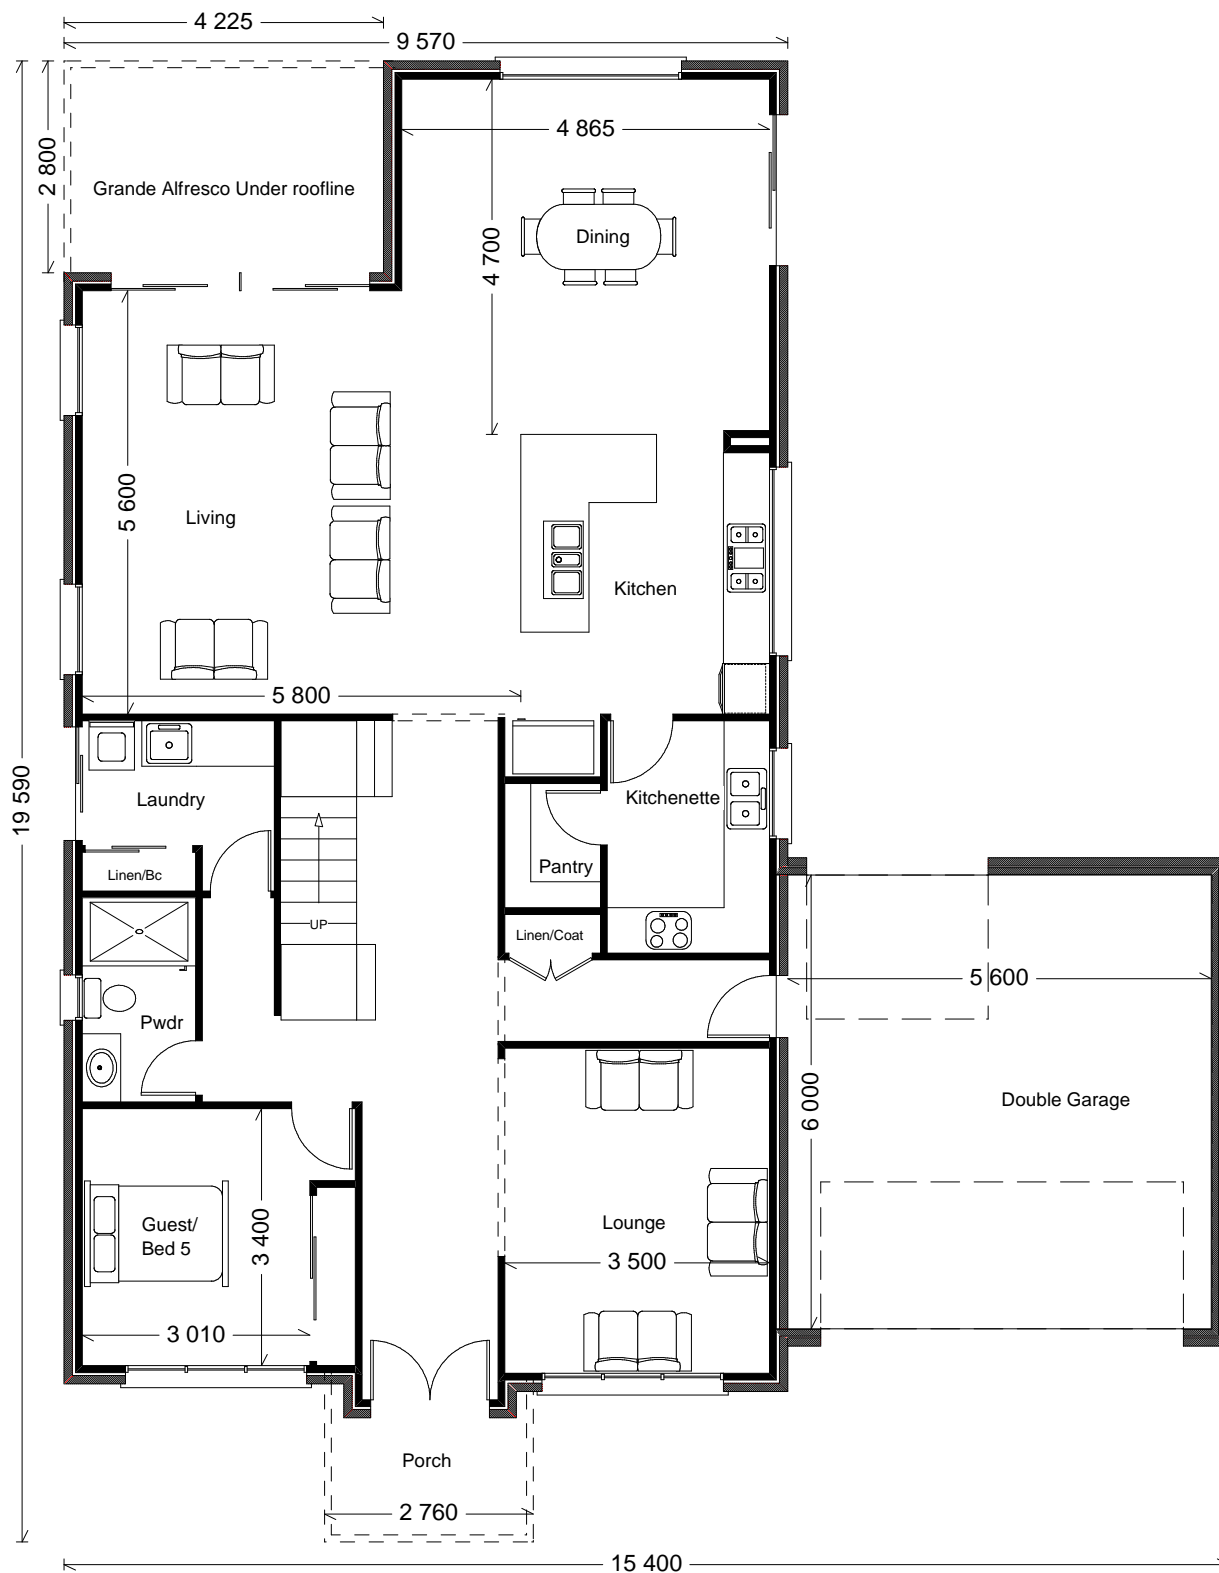 4 225
9 570
2 800
4 865
Grande Alfresco Under roofline
Dining
4 700
5 600
Living
Kitchen
5 800
19 590
Laundry
Kitchenette
Linen/Bc
Pantry
UP
Linen/Coat
5 600
Pwdr
6 000
Double Garage
Guest/
Bed 5
3 400
Lounge
3 500
3 010
Porch
2 760
15 400